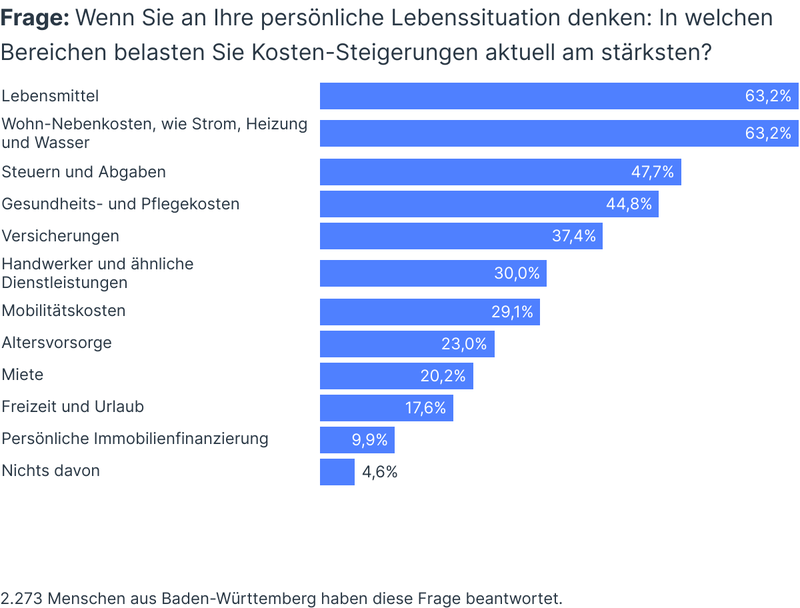 Frage: Wenn Sie an Ihre persönliche Lebenssituation denken: In welchen
Bereichen belasten Sie Kosten-Steigerungen aktuell am stärksten?
Lebensmittel 63,2%
Wohn-Nebenkosten, wie Strom, Heizung
und Wasser 63,2%
Steuern und Abgaben 47,7%
Gesundheits- und Pflegekosten 44,8%
Versicherungen 37,4%
Handwerker und ähnliche
Dienstleistungen 30,0%
Mobilitätskosten 29,1%
Altersvorsorge 23,0%
Miete 20,2%
Freizeit und Urlaub 17,6%
Persönliche Immobilienfinanzierung 9,9%
Nichts davon 4,6%
2.273 Menschen aus Baden-Württemberg haben diese Frage beantwortet.